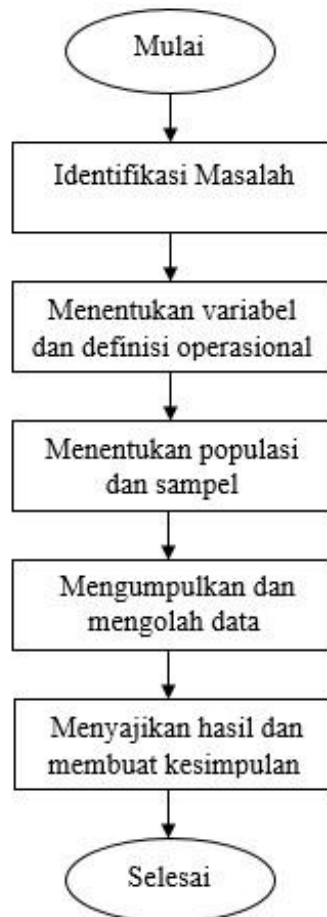 Mulai
Identifikasi Masalah
Menentukan variabel
dan definisi operasional
Menentukan populasi
dan sampel
Mengumpulkan dan
mengolah data
Menyajikan hasil dan
membuat kesimpulan
Selesai